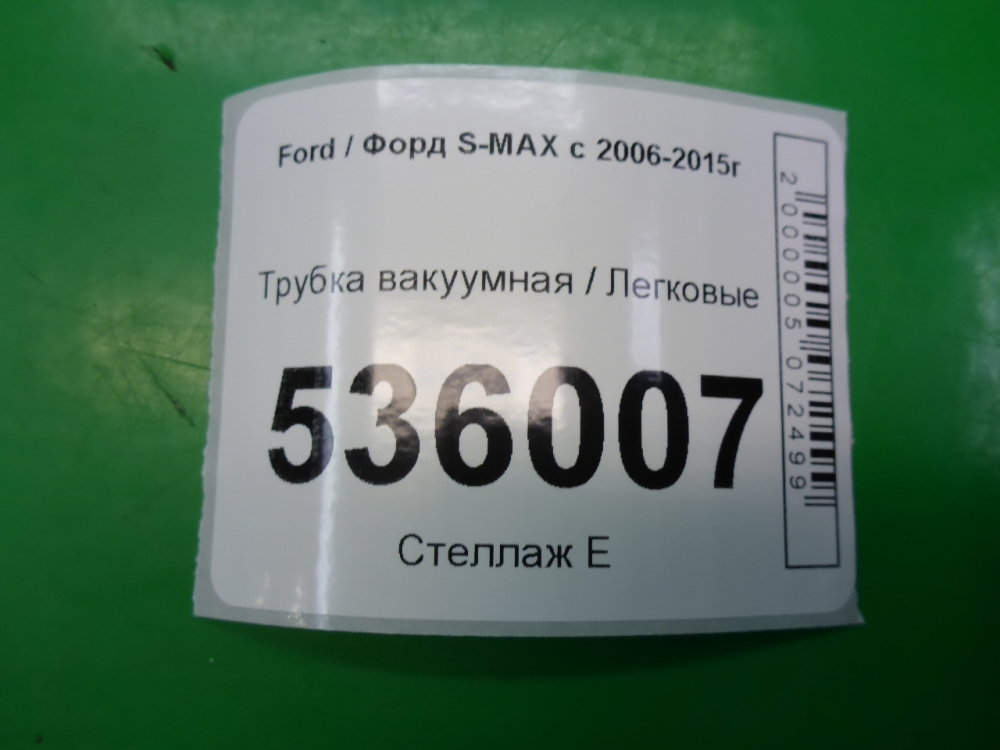 Ford / Форд S-MAX с 2006-2015г
Трубка вакуумная / Легковые
536007
Стеллаж Е
2000005072499